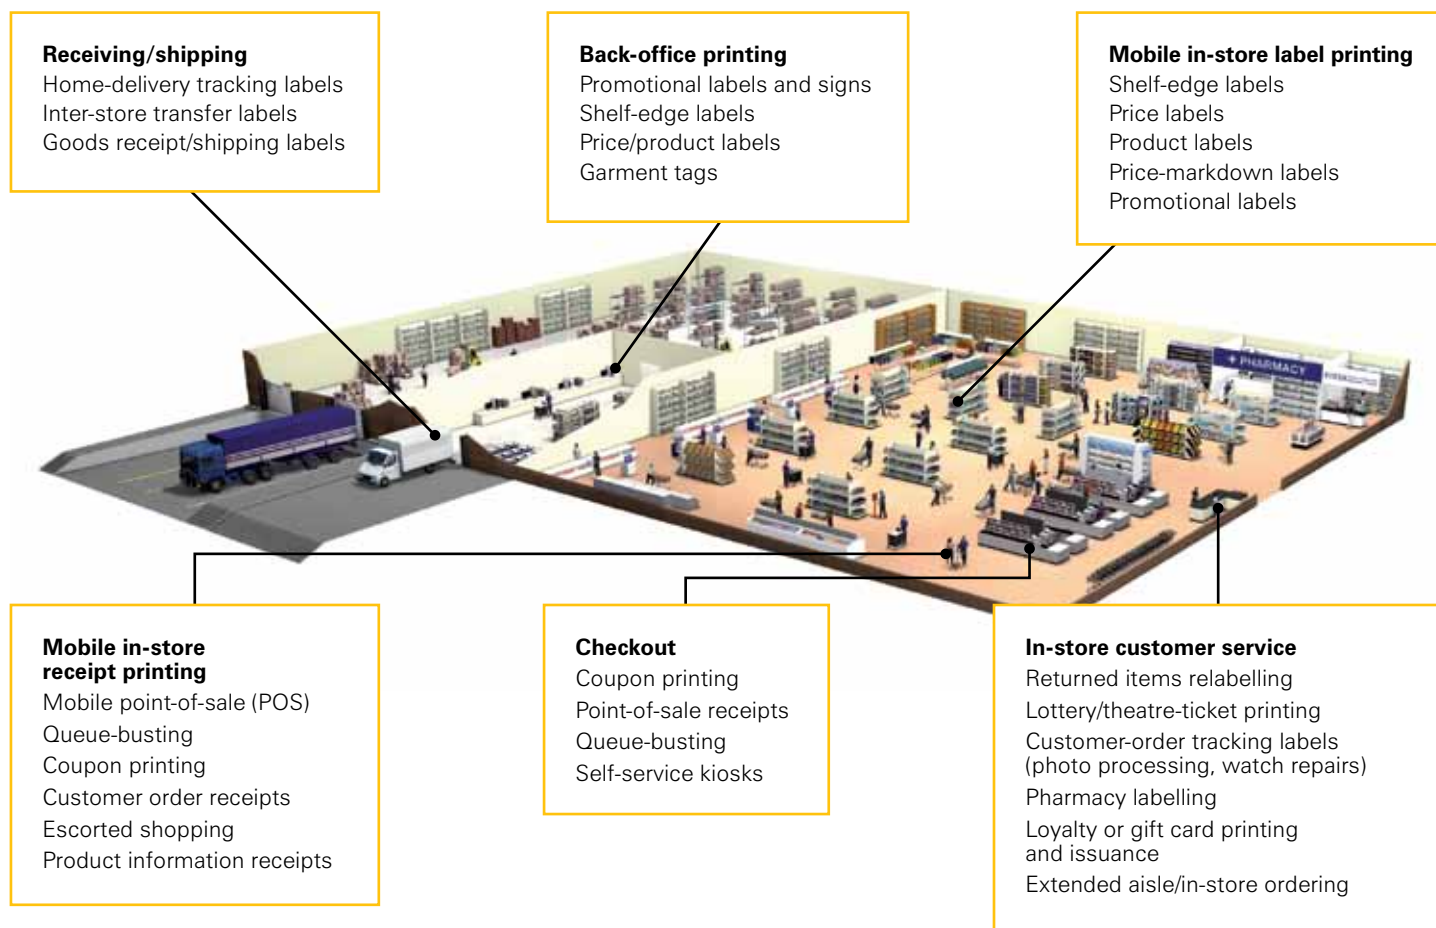 Receiving/shipping
Home-delivery tracking labels
Inter-store transfer labels
Goods receipt/shipping labels
Back-office printing
Promotional labels and signs
Shelf-edge labels
Price/product labels
Garment tags
Mobile in-store label printing
Shelf-edge labels
Price labels
Product labels
Price-markdown labels
Promotional labels
+ PHARMACY
Mobile in-store
receipt printing
Mobile point-of-sale (POS)
Queue-busting
Coupon printing
Customer order receipts
Escorted shopping
Product information receipts
Checkout
Coupon printing
Point-of-sale receipts
Queue-busting
Self-service kiosks
In-store customer service
Returned items relabelling
Lottery/theatre-ticket printing
Customer-order tracking labels
(photo processing, watch repairs)
Pharmacy labelling
Loyalty or gift card printing
and issuance
Extended aisle/in-store ordering